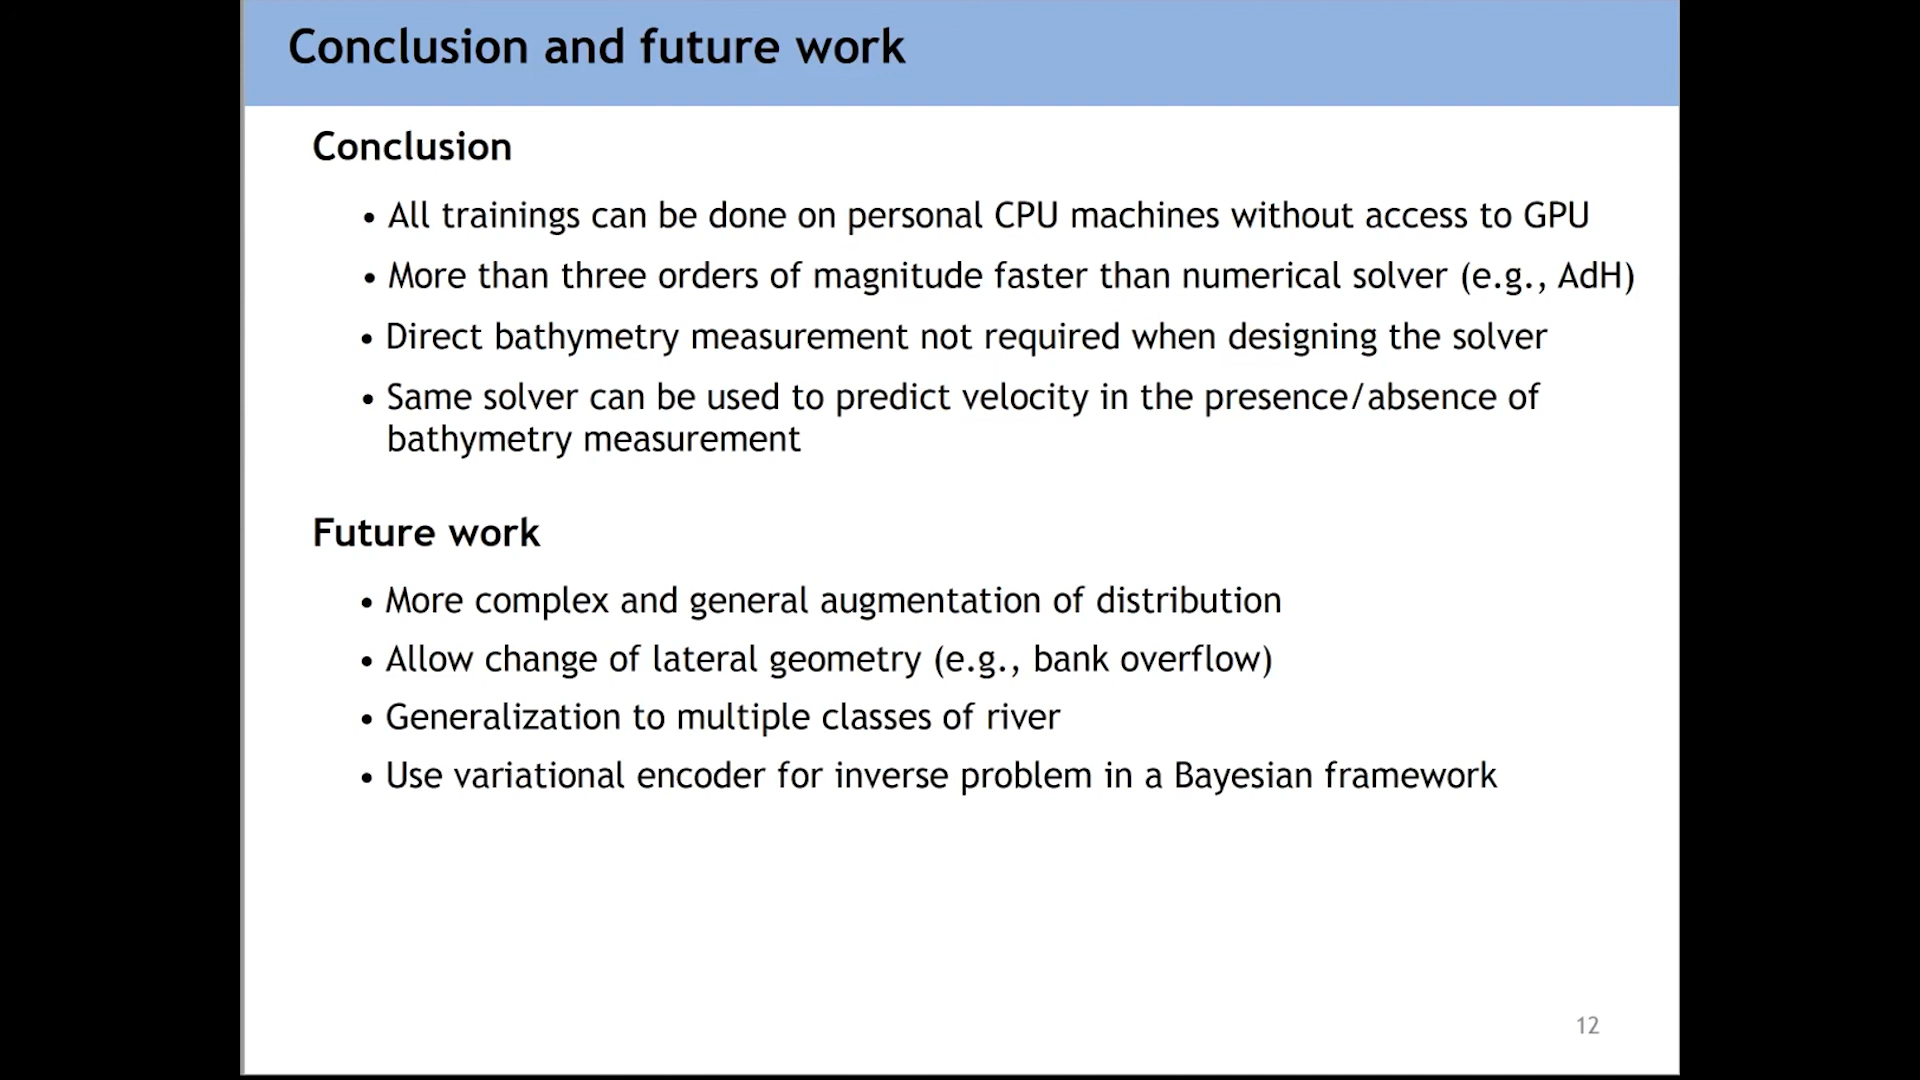 Conclusion and future work
Conclusion
• All trainings can be done on personal CPU machines without access to GPU
• More than three orders of magnitude faster than numerical solver (e.g., AdH)
• Direct bathymetry measurement not required when designing the solver
• Same solver can be used to predict velocity in the presence/absence of
bathymetry measurement
Future work
• More complex and general augmentation of distribution
• Allow change of lateral geometry (e.g., bank overflow)
• Generalization to multiple classes of river
• Use variational encoder for inverse problem in a Bayesian framework
12